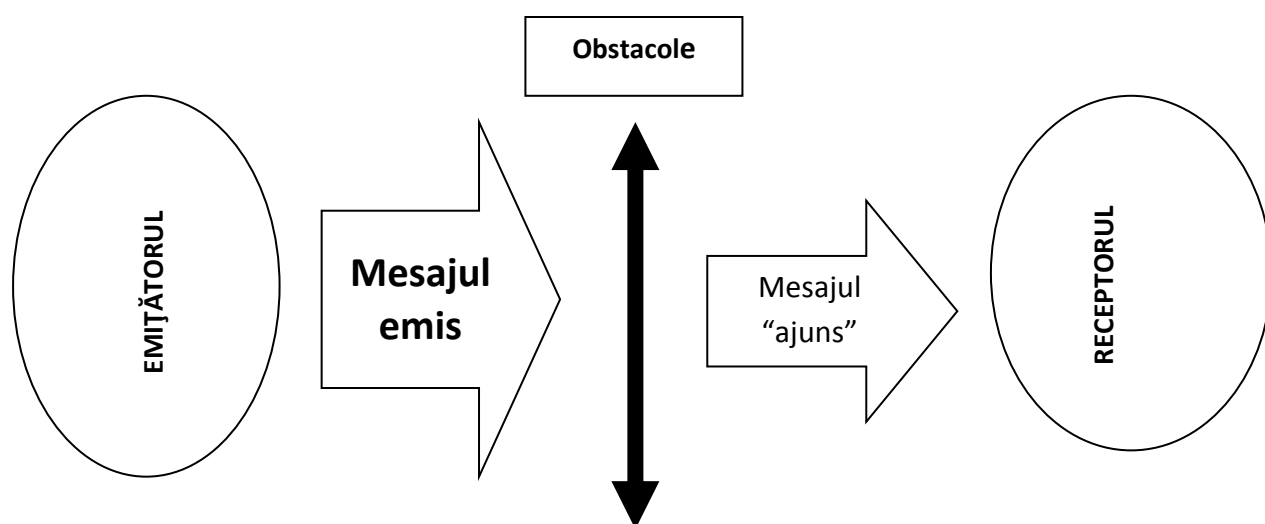 Obstacole
EMIŢĂTORUL
Mesajul
emis
Mesajul
“ajuns”
RECEPTORUL